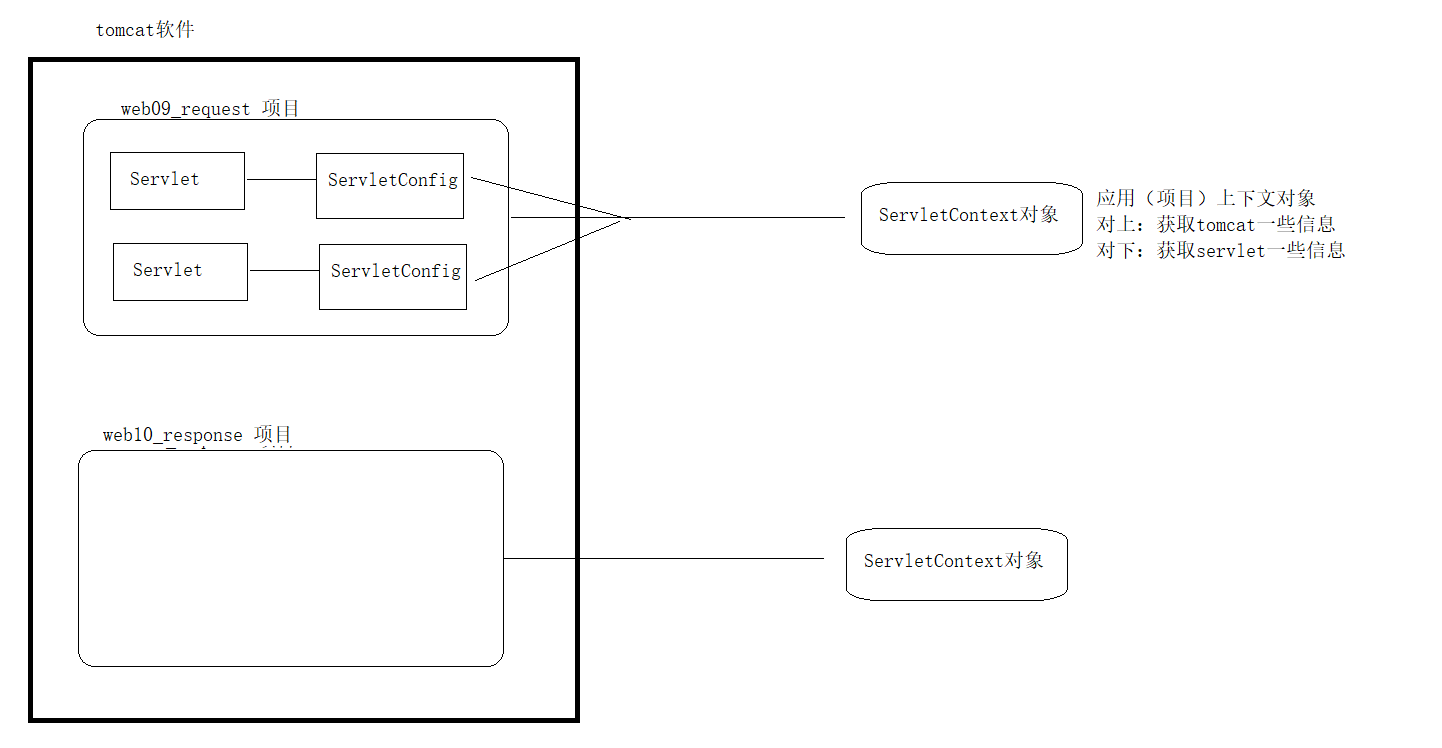 tomcat软件
web09_request 项目
Servlet
ServletConfig
Servlet
ServletConfig
ServletContext对象
应用（项目）上下文对象
对上：获取tomcat一些信息
对下：获取servlet一些信息
web10_response 项目
ServletContext对象